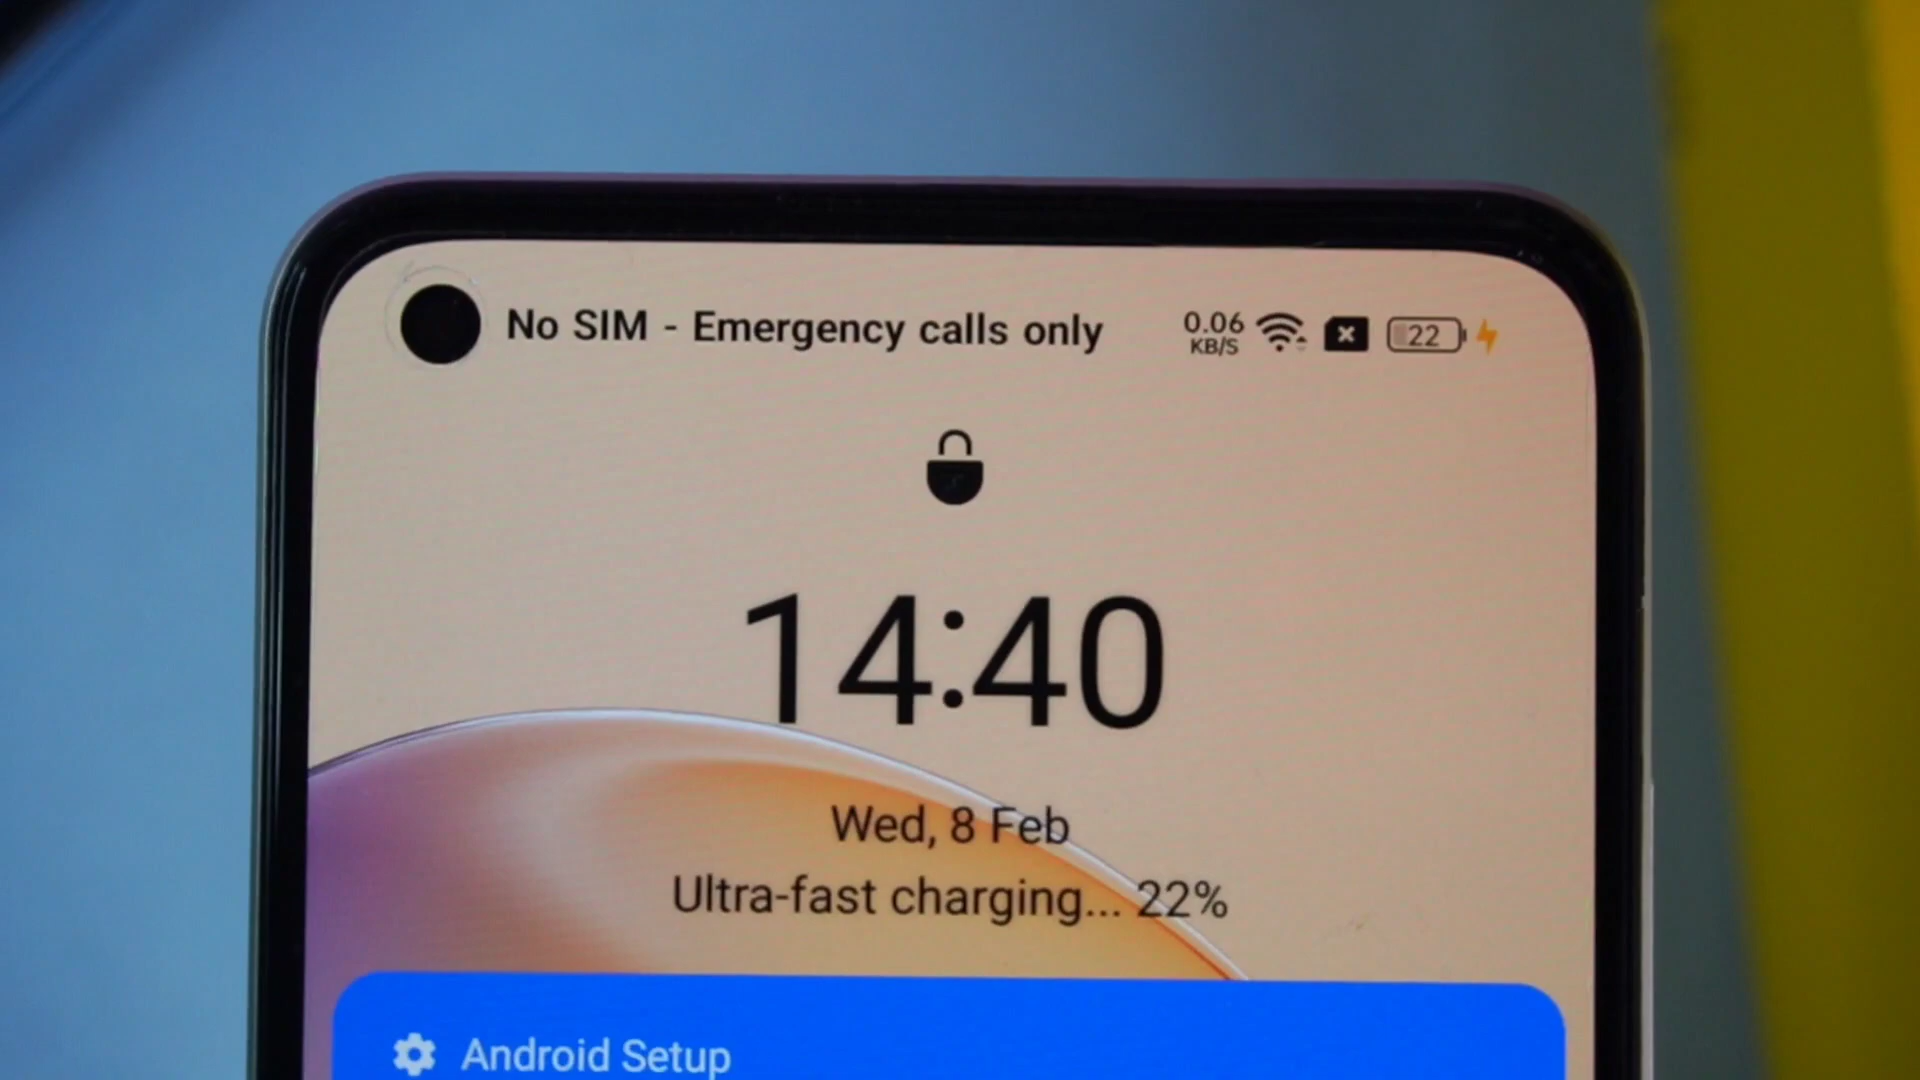 No SIM - Emergency calls only
0.06
KB/S
22
14:40
Wed, 8 Feb
Ultra-fast charging... 22%
Android Setup